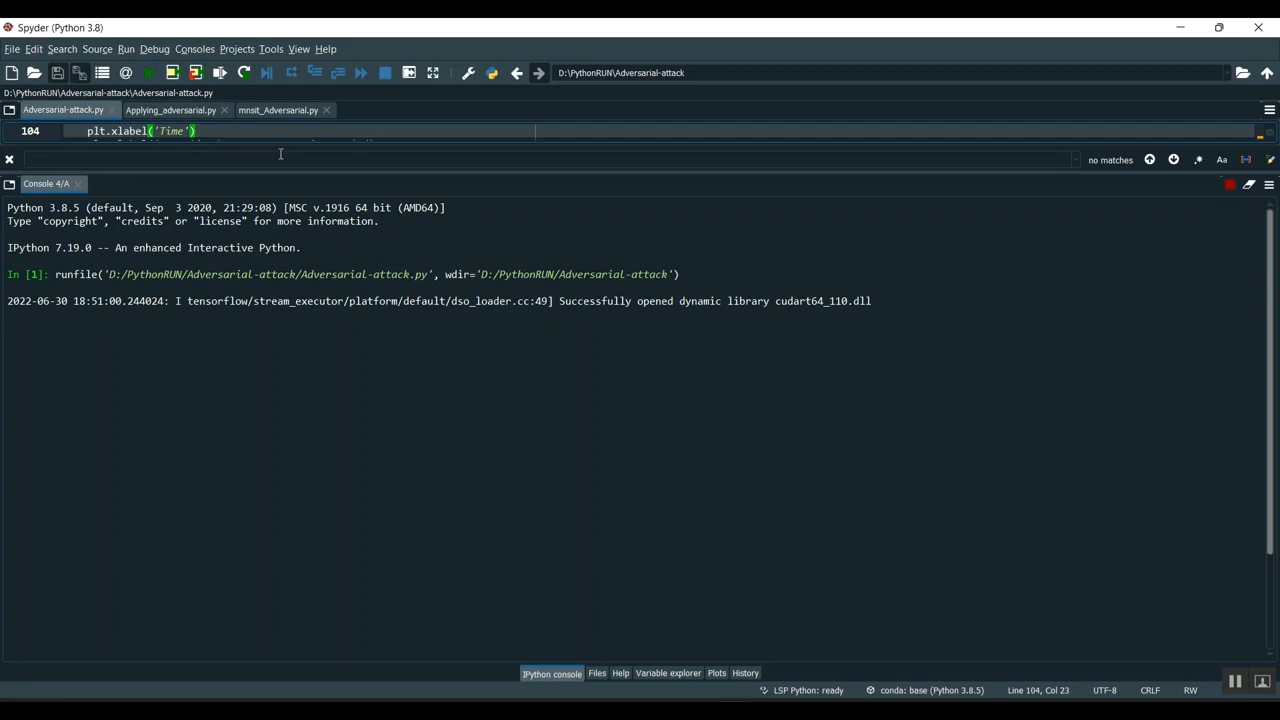 Spyder (Python 3.8)
File Edit Search Source Run Debug Consoles Projects Tools View Help
D:\PythonRUN\Adversarial-attack
D:\PythonRUN\Adversarial-attack\Adversarial-attack.py
Adversarial-attack.py Applying_adversarial.py mnsit_Adversarial.py
104 plt.xlabel('Time')
no matches .* Aa
Console 4/A
Python 3.8.5 (default, Sep 3 2020, 21:29:08) [MSC v.1916 64 bit (AMD64)]
Type "copyright", "credits" or "license" for more information.
IPython 7.19.0 -- An enhanced Interactive Python.
In [1]: runfile('D:/PythonRUN/Adversarial-attack/Adversarial-attack.py', wdir='D:/PythonRUN/Adversarial-attack')
2022-06-30 18:51:00.244024: I tensorflow/stream_executor/platform/default/dso_loader.cc:49] Successfully opened dynamic library cudart64_110.dll
IPython console Files Help Variable explorer Plots History
LSP Python: ready conda: base (Python 3.8.5) Line 104, Col 23 UTF-8 CRLF RW